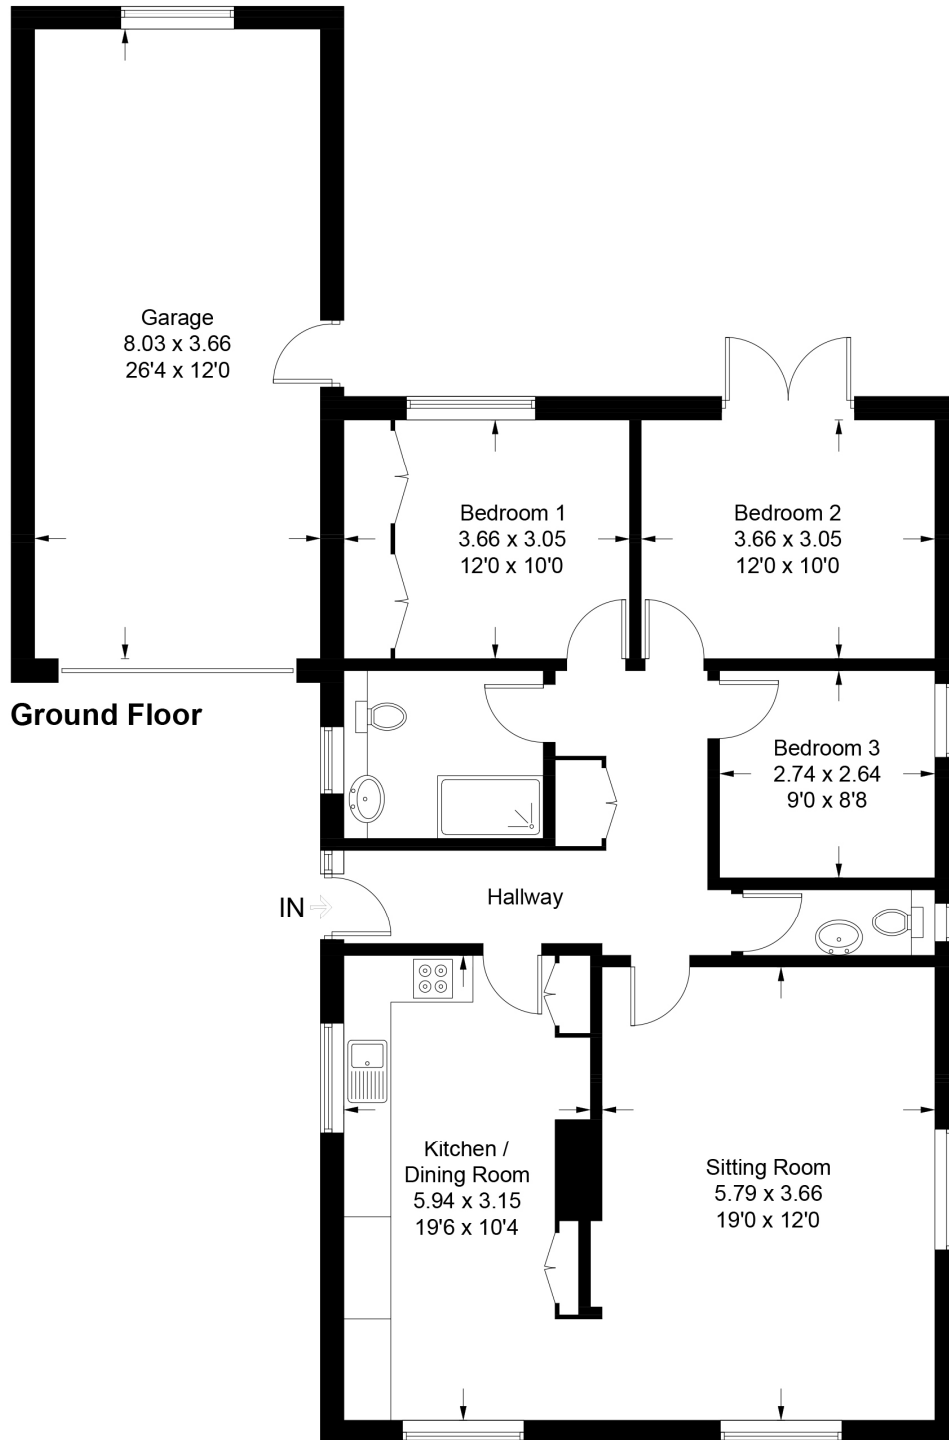 Garage
8.03 x 3.66
26'4 x 12'0
Bedroom 1
3.66 x 3.05
12'0 x 10'0
Bedroom 2
3.66 x 3.05
12'0 x 10'0
Ground Floor
Bedroom 3
2.74 x 2.64
9'0 x 8'8
IN
Hallway
Kitchen /
Dining Room
5.94 x 3.15
19'6 x 10'4
Sitting Room
5.79 x 3.66
19'0 x 12'0